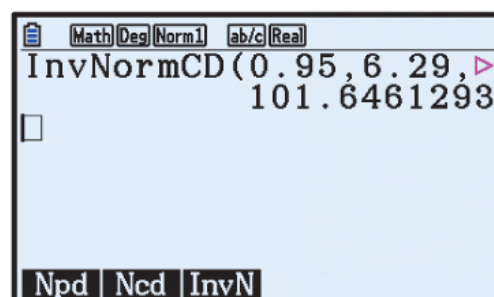 Math Deg Norm1 ab/c Real
InvNormCD(0.95,6.29,▷
101.6461293
Npd Ncd InvN